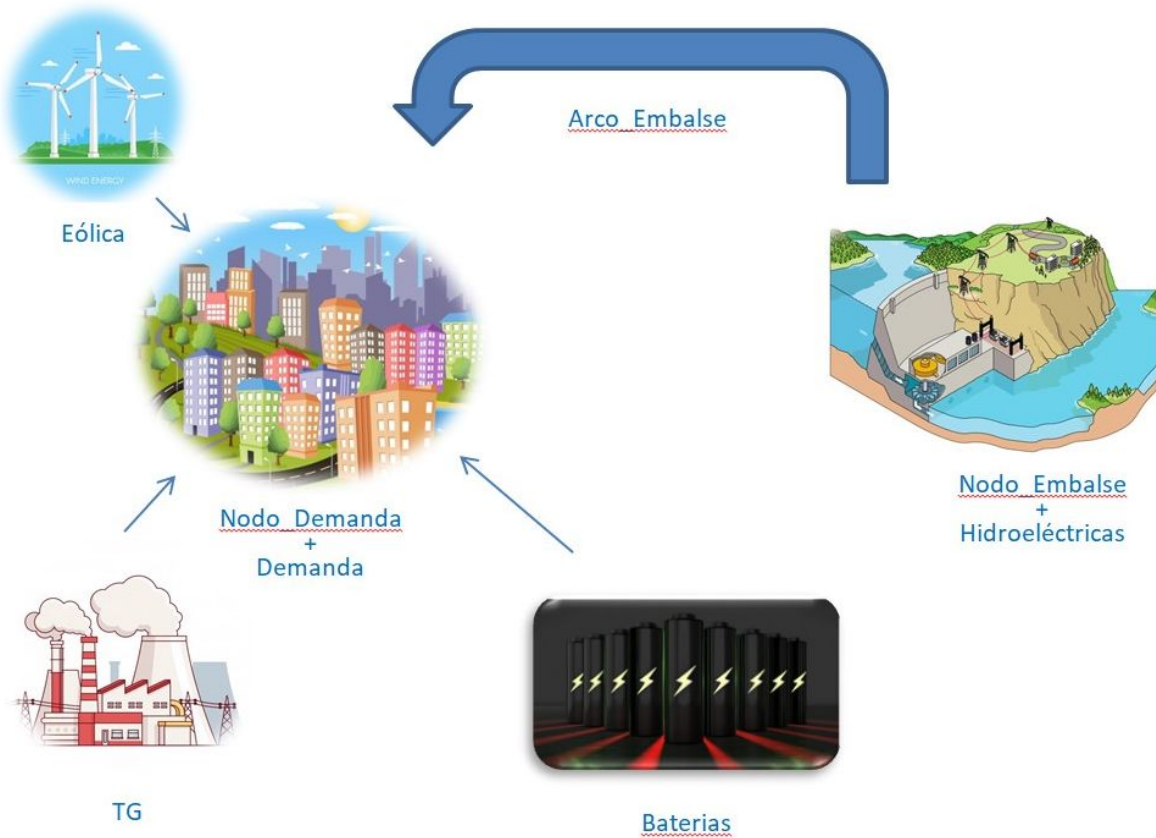 WIND ENERGY
Eólica
Arco_Embalse
Nodo_Demanda
+
Demanda
Nodo_Embalse
+
Hidroeléctricas
TG
Baterias